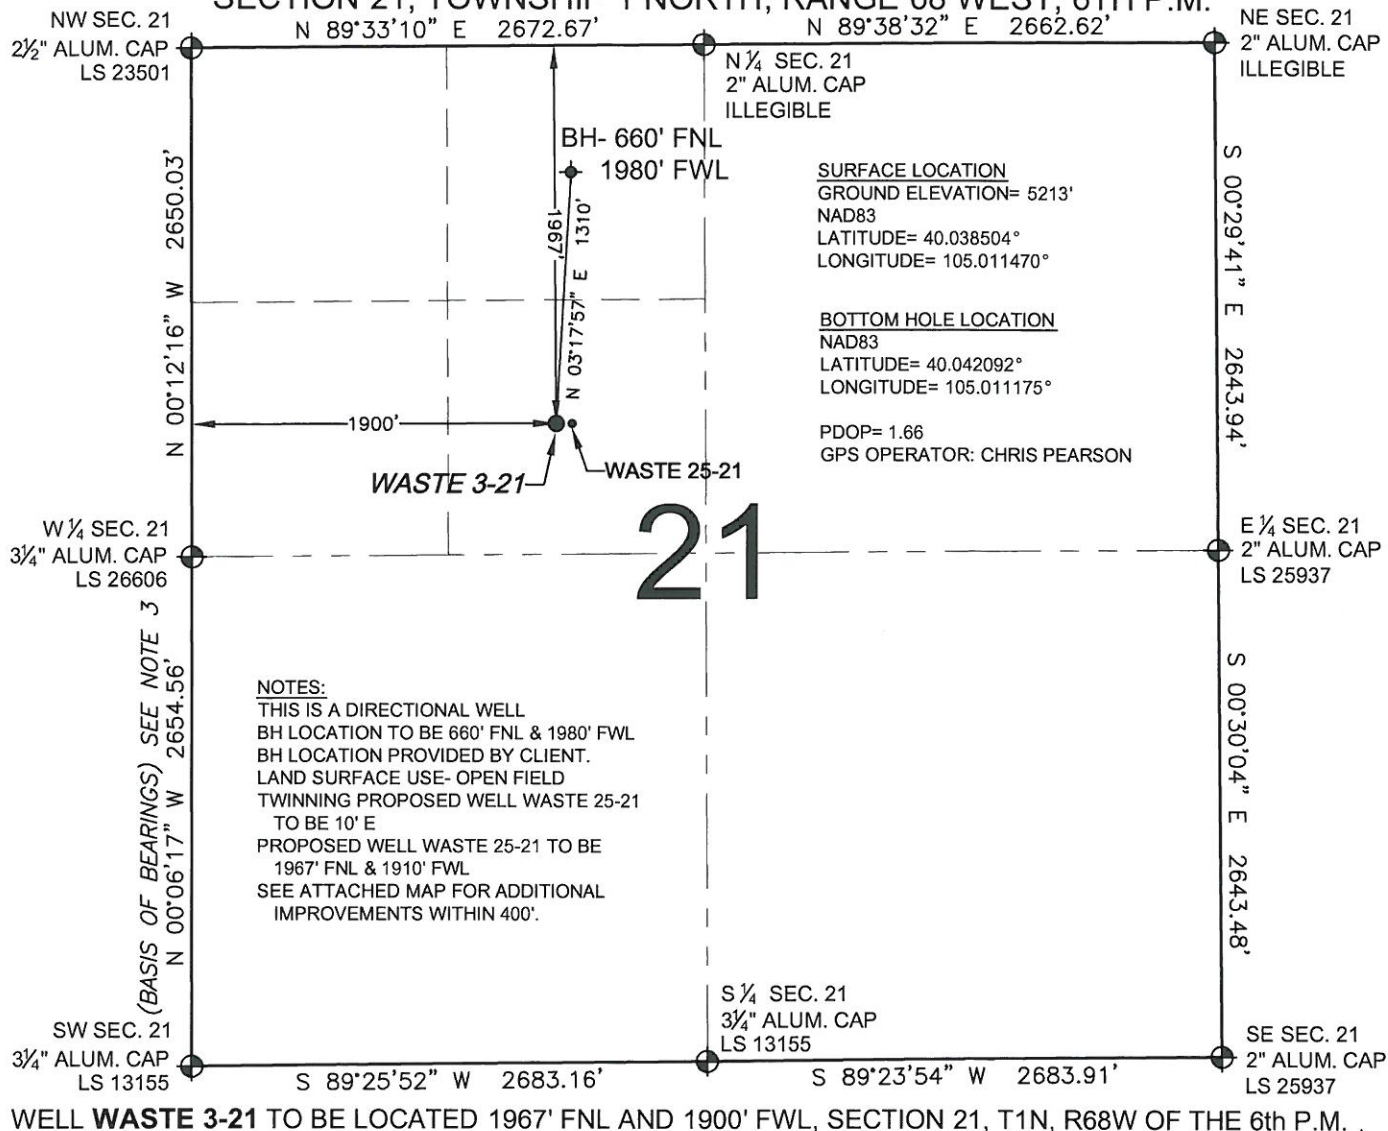 SECTION 21, TOWNSHIP 1 NORTH, RANGE 68 WEST, 6TH P.M.
NW SEC. 21
2½" ALUM. CAP
LS 23501
N 89°33'10" E 2672.67'
N 89°38'32" E 2662.62'
NE SEC. 21
2" ALUM. CAP
ILLEGIBLE
N ¼ SEC. 21
2" ALUM. CAP
ILLEGIBLE
BH- 660' FNL
1980' FWL
N 00°12'16" W 2650.03'
1967'
N 03°17'57" E 1310'
SURFACE LOCATION
GROUND ELEVATION= 5213'
NAD83
LATITUDE= 40.038504°
LONGITUDE= 105.011470°
BOTTOM HOLE LOCATION
NAD83
LATITUDE= 40.042092°
LONGITUDE= 105.011175°
PDOP= 1.66
GPS OPERATOR: CHRIS PEARSON
S 00°29'41" E 2643.94'
1900'
WASTE 3-21
WASTE 25-21
21
W ¼ SEC. 21
3¼" ALUM. CAP
LS 26606
E ¼ SEC. 21
2" ALUM. CAP
LS 25937
(BASIS OF BEARINGS) SEE NOTE 3
N 00°06'17" W 2654.56'
NOTES:
THIS IS A DIRECTIONAL WELL
BH LOCATION TO BE 660' FNL & 1980' FWL
BH LOCATION PROVIDED BY CLIENT.
LAND SURFACE USE- OPEN FIELD
TWINNING PROPOSED WELL WASTE 25-21
TO BE 10' E
PROPOSED WELL WASTE 25-21 TO BE
1967' FNL & 1910' FWL
SEE ATTACHED MAP FOR ADDITIONAL
IMPROVEMENTS WITHIN 400'.
S 00°30'04" E 2643.48'
SW SEC. 21
3¼" ALUM. CAP
LS 13155
S ¼ SEC. 21
3¼" ALUM. CAP
LS 13155
SE SEC. 21
2" ALUM. CAP
LS 25937
S 89°25'52" W 2683.16'
S 89°23'54" W 2683.91'
WELL WASTE 3-21 TO BE LOCATED 1967' FNL AND 1900' FWL, SECTION 21, T1N, R68W OF THE 6th P.M.